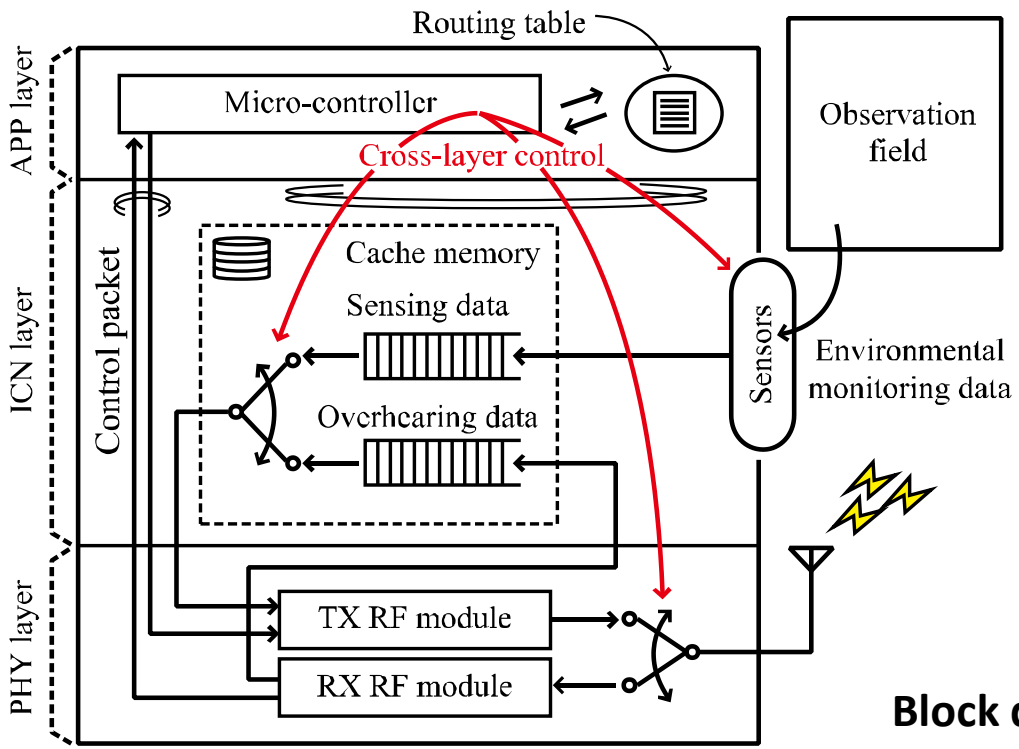 Routing table
APP layer
Micro-controller
Observation
field
Cross-layer control
ICN layer
Control packet
Cache memory
Sensing data
Sensors
Environmental
monitoring data
Overhearing data
PHY layer
TX RF module
RX RF module
Block